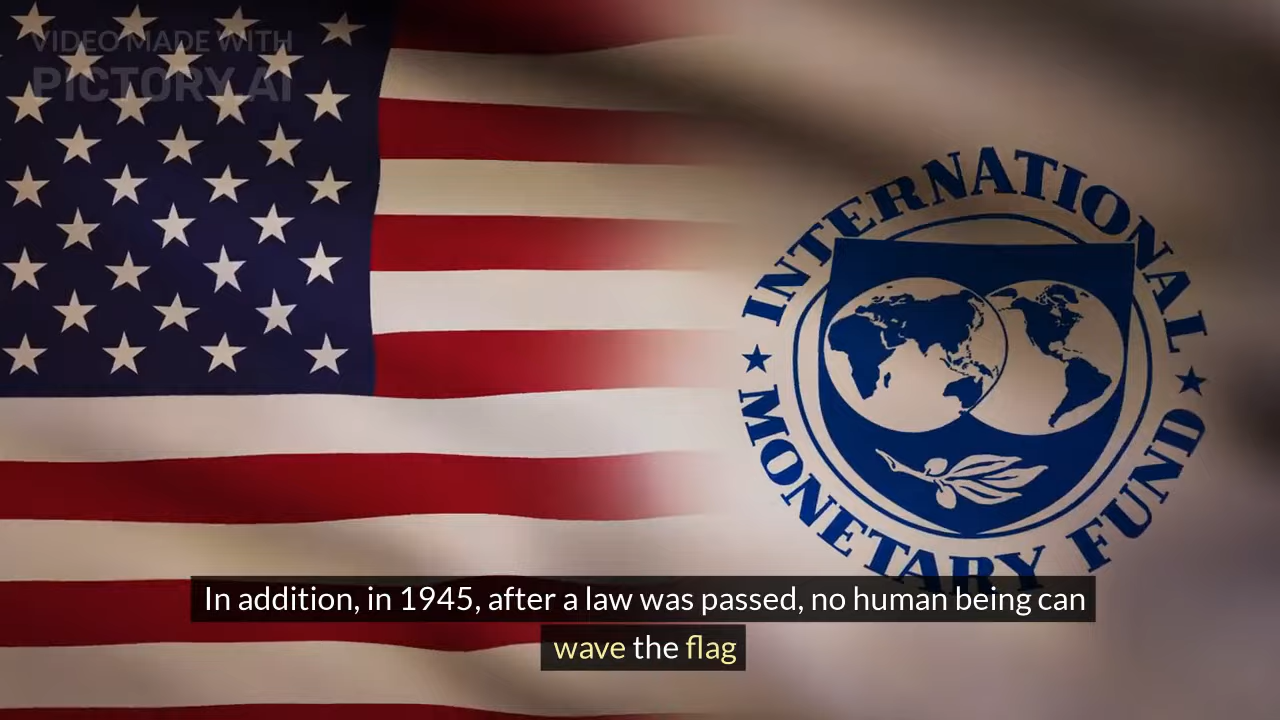 VIDEO MADE WITH
PICTORY.AI
INTERNATIONAL
MONETARY FUND
In addition, in 1945, after a law was passed, no human being can
wave the flag